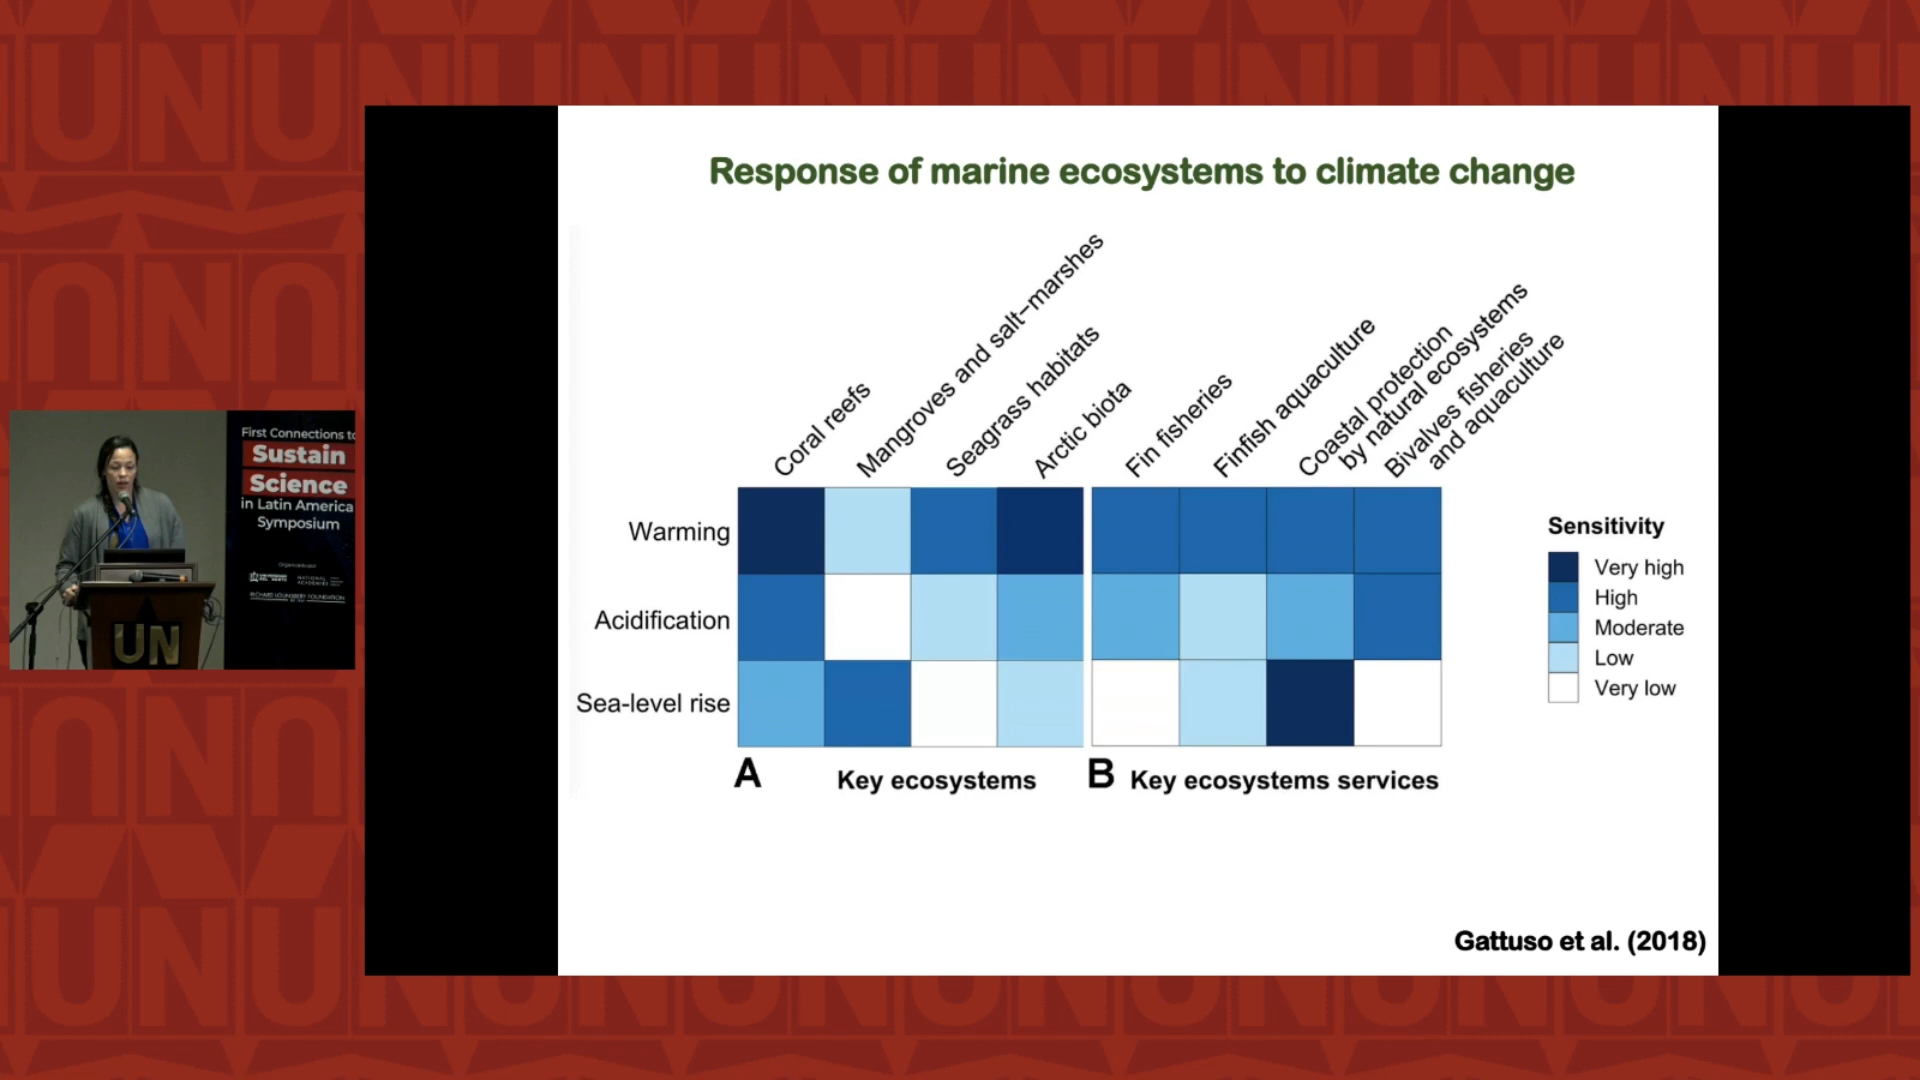 Response of marine ecosystems to climate change
Coral reefs
Mangroves and salt-marshes
Seagrass habitats
Arctic biota
Fin fisheries
Finfish aquaculture
Coastal protection
by natural ecosystems
Bivalves fisheries
and aquaculture
Warming
Acidification
Sea-level rise
Sensitivity
Very high
High
Moderate
Low
Very low
A Key ecosystems
B Key ecosystems services
Gattuso et al. (2018)
First Connections to
Sustain
Science
in Latin America
Symposium
UN